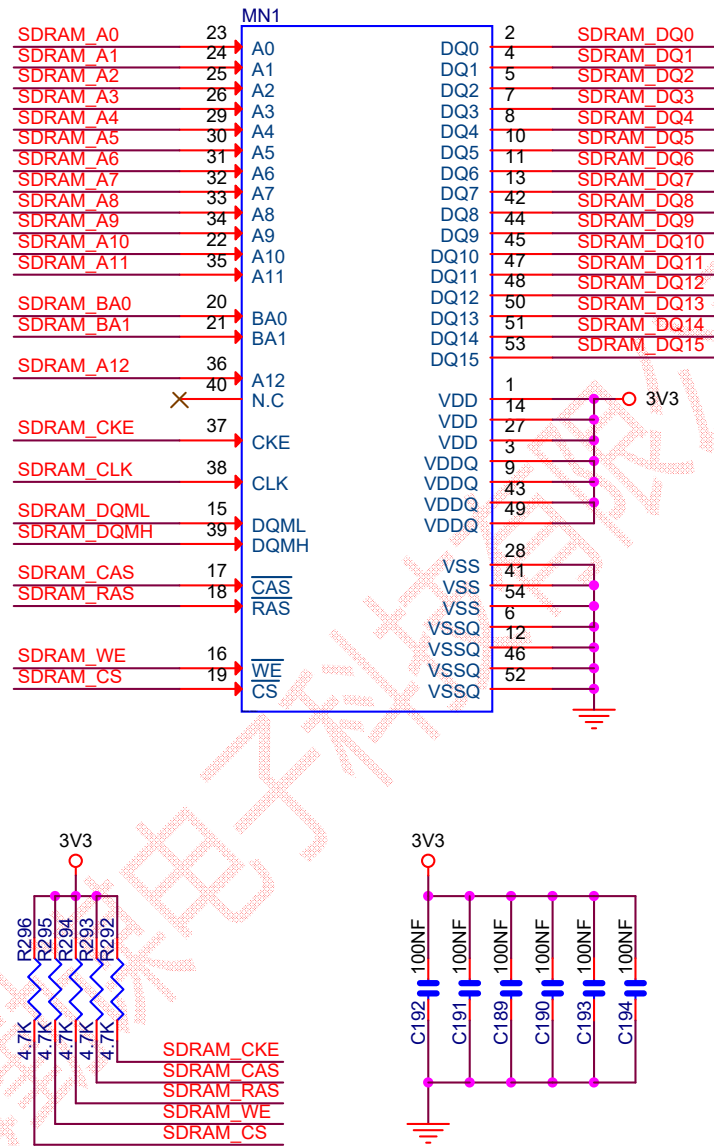 MN1
SDRAM_A0 23 A0 DQ0 2 SDRAM_DQ0
SDRAM_A1 24 A1 DQ1 4 SDRAM_DQ1
SDRAM_A2 25 A2 DQ2 5 SDRAM_DQ2
SDRAM_A3 26 A3 DQ3 7 SDRAM_DQ3
SDRAM_A4 29 A4 DQ4 8 SDRAM_DQ4
SDRAM_A5 30 A5 DQ5 10 SDRAM_DQ5
SDRAM_A6 31 A6 DQ6 11 SDRAM_DQ6
SDRAM_A7 32 A7 DQ7 13 SDRAM_DQ7
SDRAM_A8 33 A8 DQ8 42 SDRAM_DQ8
SDRAM_A9 34 A9 DQ9 44 SDRAM_DQ9
SDRAM_A10 22 A10 DQ10 45 SDRAM_DQ10
SDRAM_A11 35 A11 DQ11 47 SDRAM_DQ11
DQ12 48 SDRAM_DQ12
SDRAM_BA0 20 BA0 DQ13 50 SDRAM_DQ13
SDRAM_BA1 21 BA1 DQ14 51 SDRAM_DQ14
DQ15 53 SDRAM_DQ15
SDRAM_A12 36 A12
40 N.C VDD 1 3V3
VDD 14
SDRAM_CKE 37 CKE VDD 27
VDDQ 3
SDRAM_CLK 38 CLK VDDQ 9
VDDQ 43
SDRAM_DQML 15 DQML VDDQ 49
SDRAM_DQMH 39 DQMH
VSS 28
SDRAM_CAS 17 CAS VSS 41
SDRAM_RAS 18 RAS VSS 54
VSSQ 6
VSSQ 12
SDRAM_WE 16 WE VSSQ 46
SDRAM_CS 19 CS VSSQ 52
电子科技有限
3V3
R296 R295 R294 R293 R292
4.7K 4.7K 4.7K 4.7K 4.7K
SDRAM_CKE
SDRAM_CAS
SDRAM_RAS
SDRAM_WE
SDRAM_CS
3V3
100NF 100NF 100NF 100NF 100NF 100NF
C192 C191 C189 C190 C193 C194